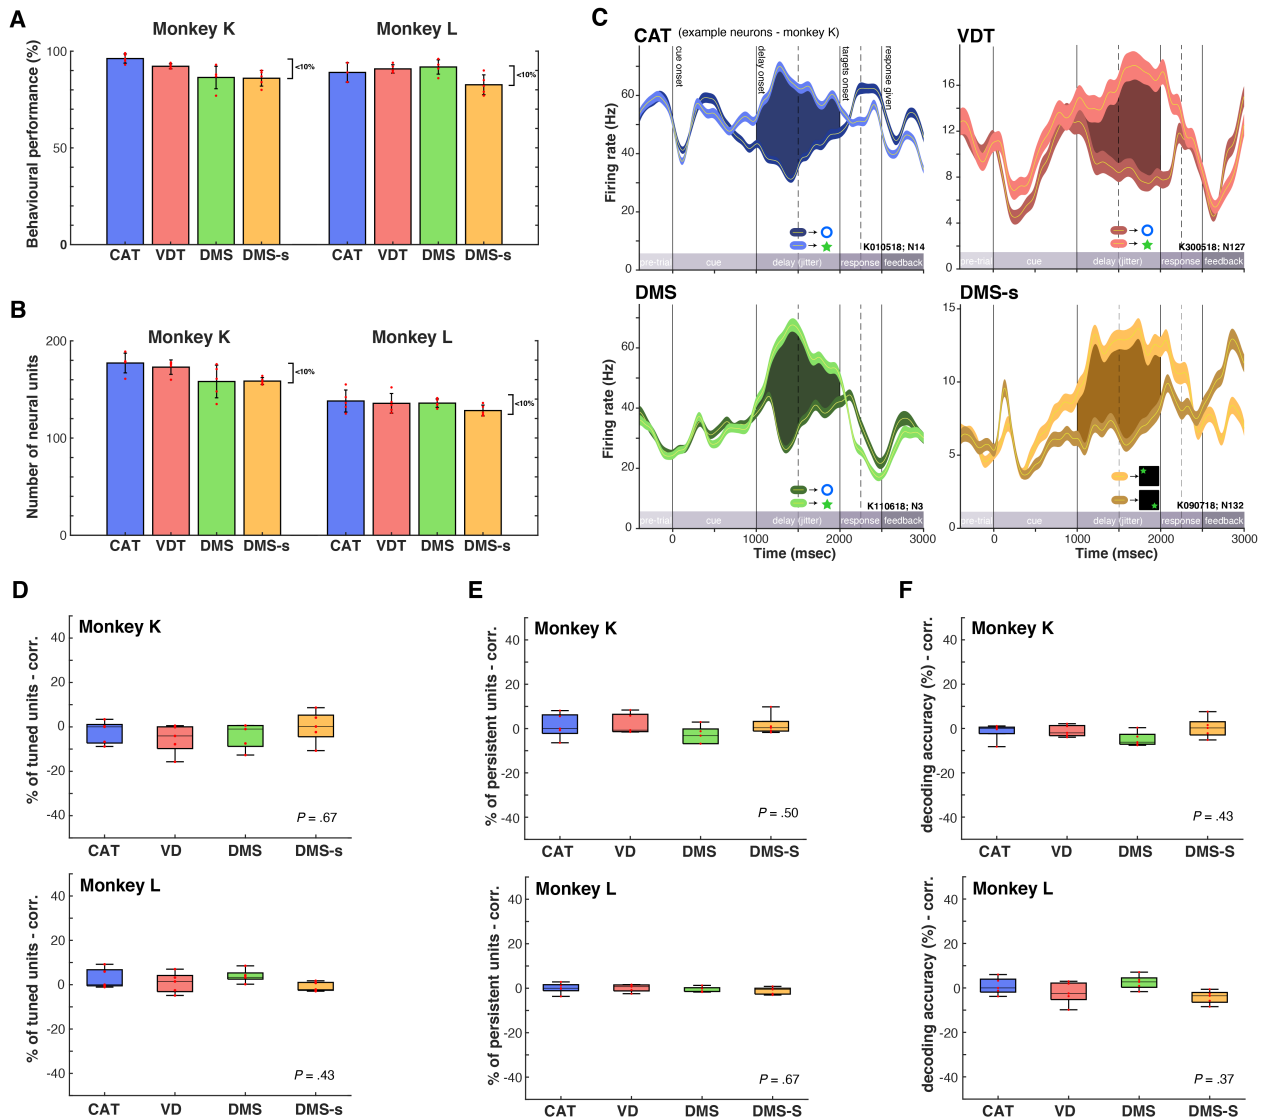 A
Monkey K
Monkey L
Behavioural performance (%)
100
50
0
<10%
<10%
CAT VDT DMS DMS-s
CAT VDT DMS DMS-s
B
Monkey K
Monkey L
Number of neural units
200
100
0
<10%
<10%
CAT VDT DMS DMS-s
CAT VDT DMS DMS-s
C
CAT (example neurons - monkey K)
cue onset
delay onset
targets onset
response given
Firing rate (Hz)
60
40
20
0
K010518; N14
pre-trial cue delay (jitter) response feedback
VDT
16
12
8
4
0
K300518; N127
pre-trial cue delay (jitter) response feedback
DMS
Firing rate (Hz)
60
40
20
0
K110618; N3
pre-trial cue delay (jitter) response feedback
0 1000 2000 3000
Time (msec)
DMS-s
15
10
5
0
K090718; N132
pre-trial cue delay (jitter) response feedback
0 1000 2000 3000
Time (msec)
D
Monkey K
% of tuned units - corr.
40
20
0
-20
-40
P = .67
CAT VD DMS DMS-s
Monkey L
% of tuned units - corr.
40
20
0
-20
-40
P = .43
CAT VD DMS DMS-s
E
Monkey K
% of persistent units - corr.
40
20
0
-20
-40
P = .50
CAT VD DMS DMS-S
Monkey L
% of persistent units - corr.
40
20
0
-20
-40
P = .67
CAT VD DMS DMS-S
F
Monkey K
decoding accuracy (%) - corr.
40
20
0
-20
-40
P = .43
CAT VD DMS DMS-S
Monkey L
decoding accuracy (%) - corr.
40
20
0
-20
-40
P = .37
CAT VD DMS DMS-S